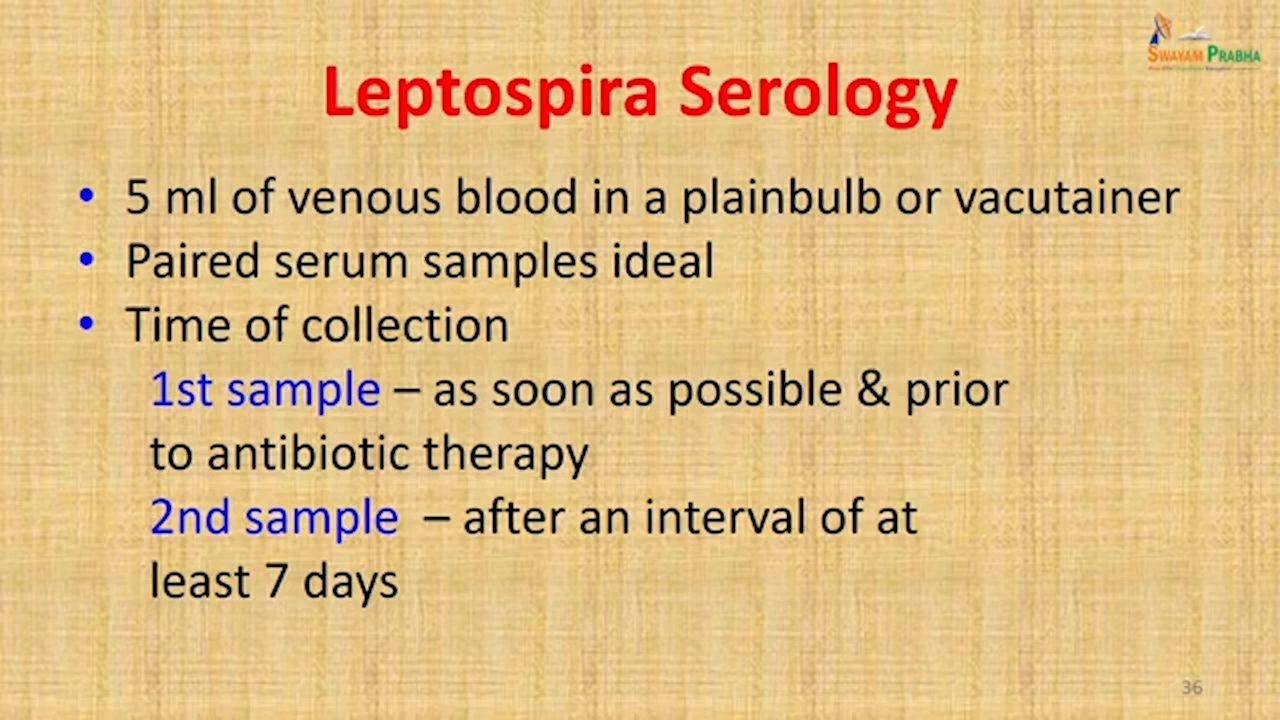 SWAYAM PRABHA
Leptospira Serology
• 5 ml of venous blood in a plainbulb or vacutainer
• Paired serum samples ideal
• Time of collection
1st sample – as soon as possible & prior
to antibiotic therapy
2nd sample – after an interval of at
least 7 days
36